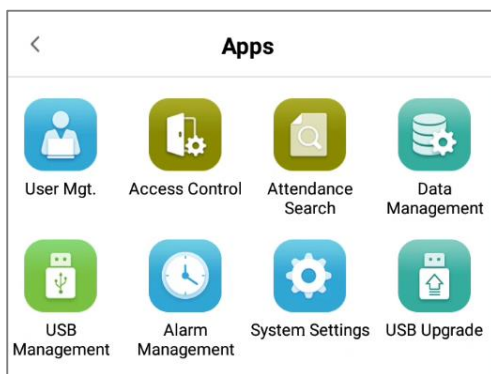 Apps
User Mgt.
Access Control
Attendance
Search
Data
Management
USB
Management
Alarm
Management
System Settings
USB Upgrade